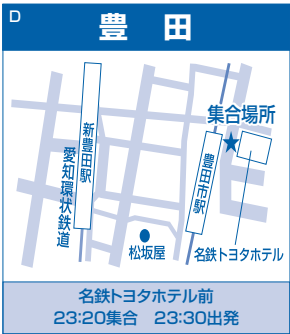 D
豊田
集合場所
新豊田駅
愛知環状鉄道
豊田市駅
松坂屋
名鉄トヨタホテル
名鉄トヨタホテル前
23:20集合 23:30出発